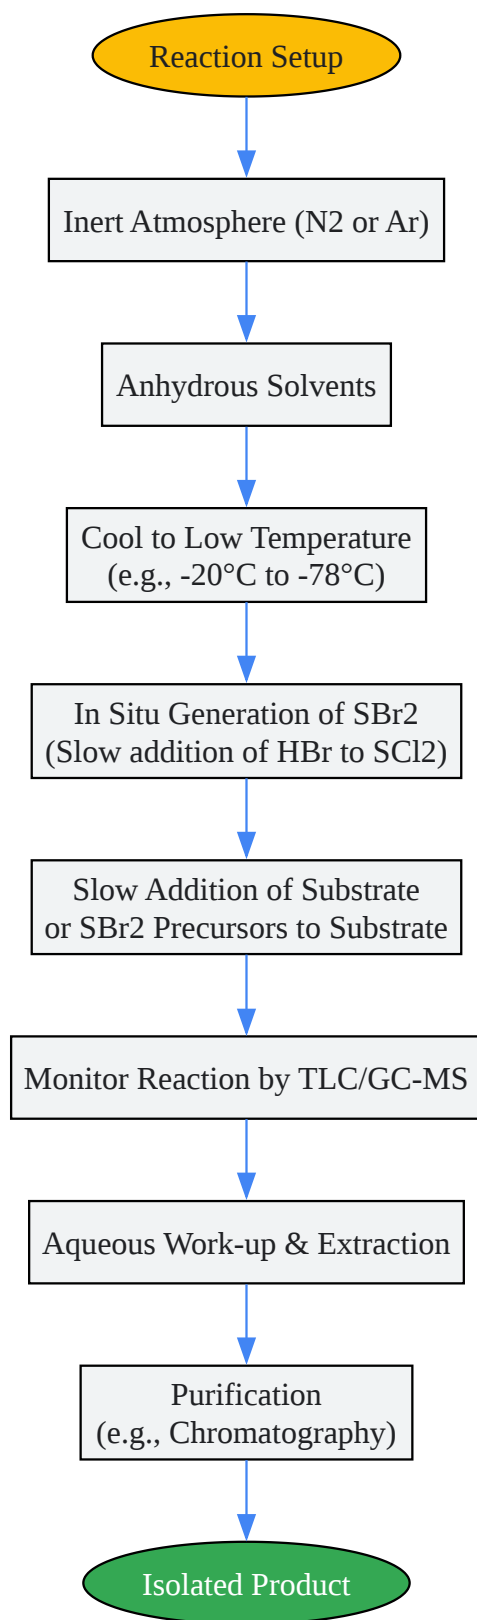 Reaction Setup
Inert Atmosphere (N2 or Ar)
Anhydrous Solvents
Cool to Low Temperature
(e.g., -20°C to -78°C)
In Situ Generation of SBr2
(Slow addition of HBr to SCl2)
Slow Addition of Substrate
or SBr2 Precursors to Substrate
Monitor Reaction by TLC/GC-MS
Aqueous Work-up & Extraction
Purification
(e.g., Chromatography)
Isolated Product